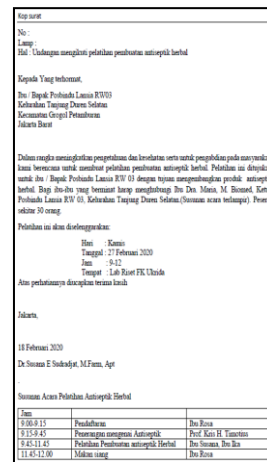 Kop surat
No :
Lamp :
Hal : Undangan mengikuti pelatihan pembuatan antiseptik herbal
Kepada Yang terhormat,
Ibu / Bapak Posbindu Lansia RW03
Kelurahan Tanjung Duren Selatan
Kecamatan Grogol Petamburan
Jakarta Barat
Dalam rangka meningkatkan pengetahuan dan kesehatan serta untuk pengabdian pada masyaraka
kami berencana untuk membuat pelatihan pembuatan antiseptik herbal. Pelatihan ini ditujuka
untuk ibu / Bapak Posbindu Lansia RW 03 dengan tujuan mengembangkan produk antisept
herbal. Bagi ibu-ibu yang berminat harap menghubungi Ibu Dra. Maria, M. Biomed, Ket
Posbindu Lansia RW 03, Kelurahan Tanjung Duren Selatan.(Susunan acara terlampir). Peser
sekitar 30 orang.
Pelatihan ini akan diselenggarakan:
Hari : Kamis
Tanggal : 27 Februari 2020
Jam : 9-12
Tempat : Lab Riset FK Ukrida
Atas perhatiannya diucapkan terima kasih
Jakarta,
18 Februari 2020
Dr.Susana E Sudradjat, M.Farm, Apt
.
Susunan Acara Pelatihan Antiseptik Herbal
Jam
9.00-9.15 Pendaftaran Ibu Rosa
9.15-9.45 Penerangan mengenai Antiseptik Prof. Kris H. Timotius
9.45-11.45 Pelatihan Pembuatan antiseptik Herbal Ibu Susana, Ibu Ika
11.45-12.00 Makan siang Ibu Rosa